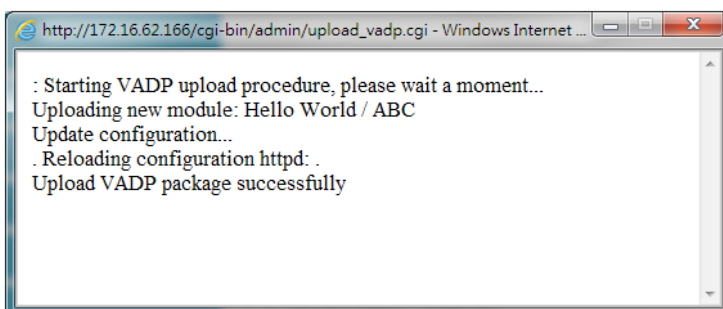 http://172.16.62.166/cgi-bin/admin/upload_vadp.cgi - Windows Internet ...
: Starting VADP upload procedure, please wait a moment...
Uploading new module: Hello World / ABC
Update configuration...
. Reloading configuration httpd: .
Upload VADP package successfully